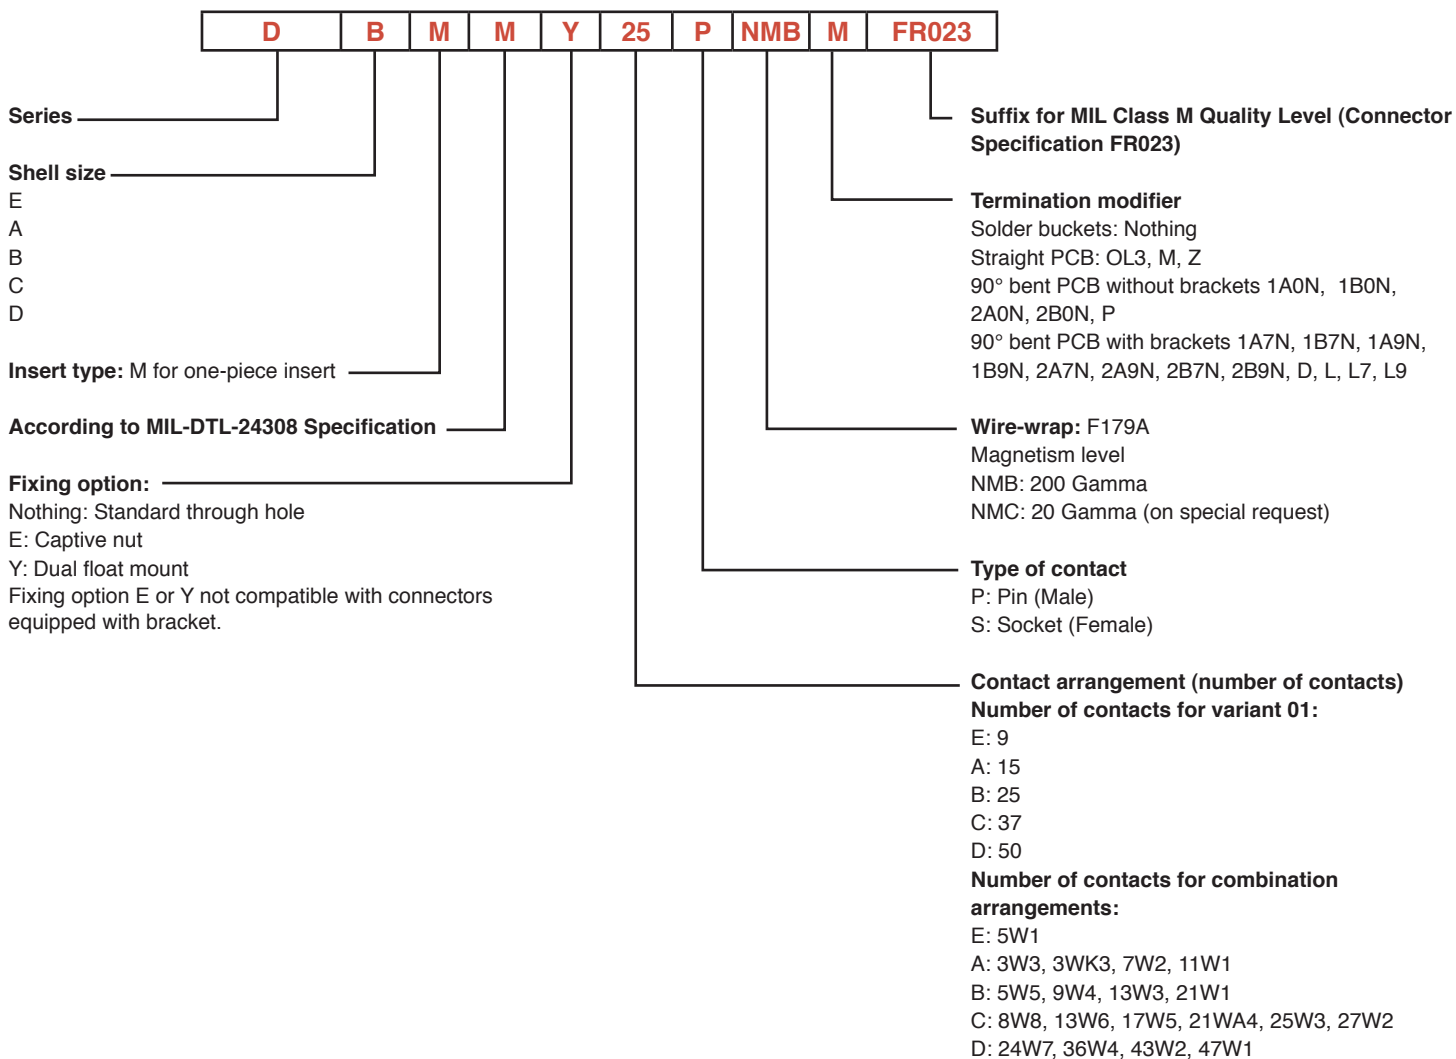 D B M M Y 25 P NMB M FR023
Series
Shell size
E
A
B
C
D
Insert type: M for one-piece insert
According to MIL-DTL-24308 Specification
Fixing option:
Nothing: Standard through hole
E: Captive nut
Y: Dual float mount
Fixing option E or Y not compatible with connectors
equipped with bracket.
Suffix for MIL Class M Quality Level (Connector
Specification FR023)
Termination modifier
Solder buckets: Nothing
Straight PCB: OL3, M, Z
90° bent PCB without brackets 1A0N, 1B0N,
2A0N, 2B0N, P
90° bent PCB with brackets 1A7N, 1B7N, 1A9N,
1B9N, 2A7N, 2A9N, 2B7N, 2B9N, D, L, L7, L9
Wire-wrap: F179A
Magnetism level
NMB: 200 Gamma
NMC: 20 Gamma (on special request)
Type of contact
P: Pin (Male)
S: Socket (Female)
Contact arrangement (number of contacts)
Number of contacts for variant 01:
E: 9
A: 15
B: 25
C: 37
D: 50
Number of contacts for combination
arrangements:
E: 5W1
A: 3W3, 3WK3, 7W2, 11W1
B: 5W5, 9W4, 13W3, 21W1
C: 8W8, 13W6, 17W5, 21WA4, 25W3, 27W2
D: 24W7, 36W4, 43W2, 47W1